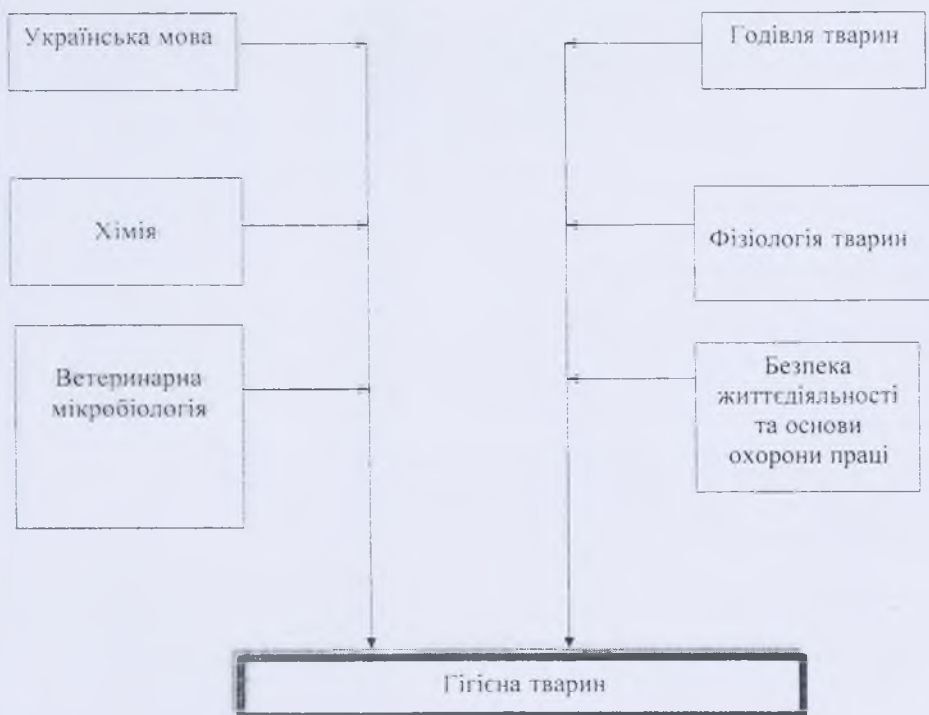 Українська мова
Годівля тварин
Хімія
Фізіологія тварин
Ветеринарна
мікробіологія
Безпека
життєдіяльності
та основи
охорони праці
Гігієна тварин